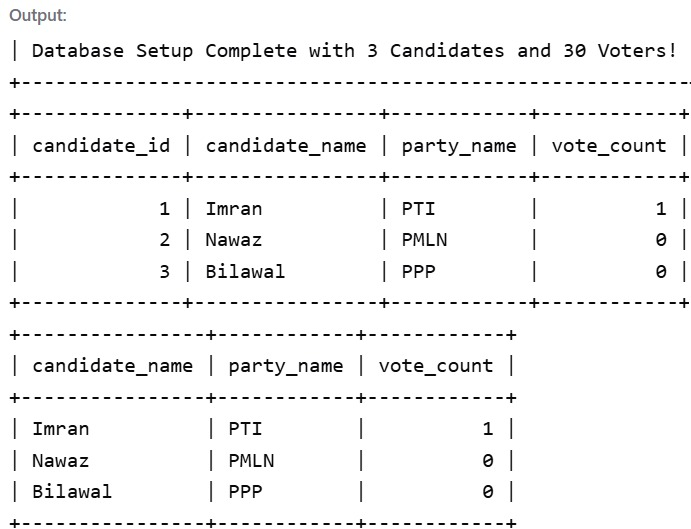 Output:
| Database Setup Complete with 3 Candidates and 30 Voters!
+----------------------------------------------------------
+--------------+----------------+------------+------------+
| candidate_id | candidate_name | party_name | vote_count |
+--------------+----------------+------------+------------+
|            1 | Imran          | PTI        |          1 |
|            2 | Nawaz          | PMLN       |          0 |
|            3 | Bilawal        | PPP        |          0 |
+--------------+----------------+------------+------------+
+----------------+------------+------------+
| candidate_name | party_name | vote_count |
+----------------+------------+------------+
| Imran          | PTI        |          1 |
| Nawaz          | PMLN       |          0 |
| Bilawal        | PPP        |          0 |
+----------------+------------+------------+